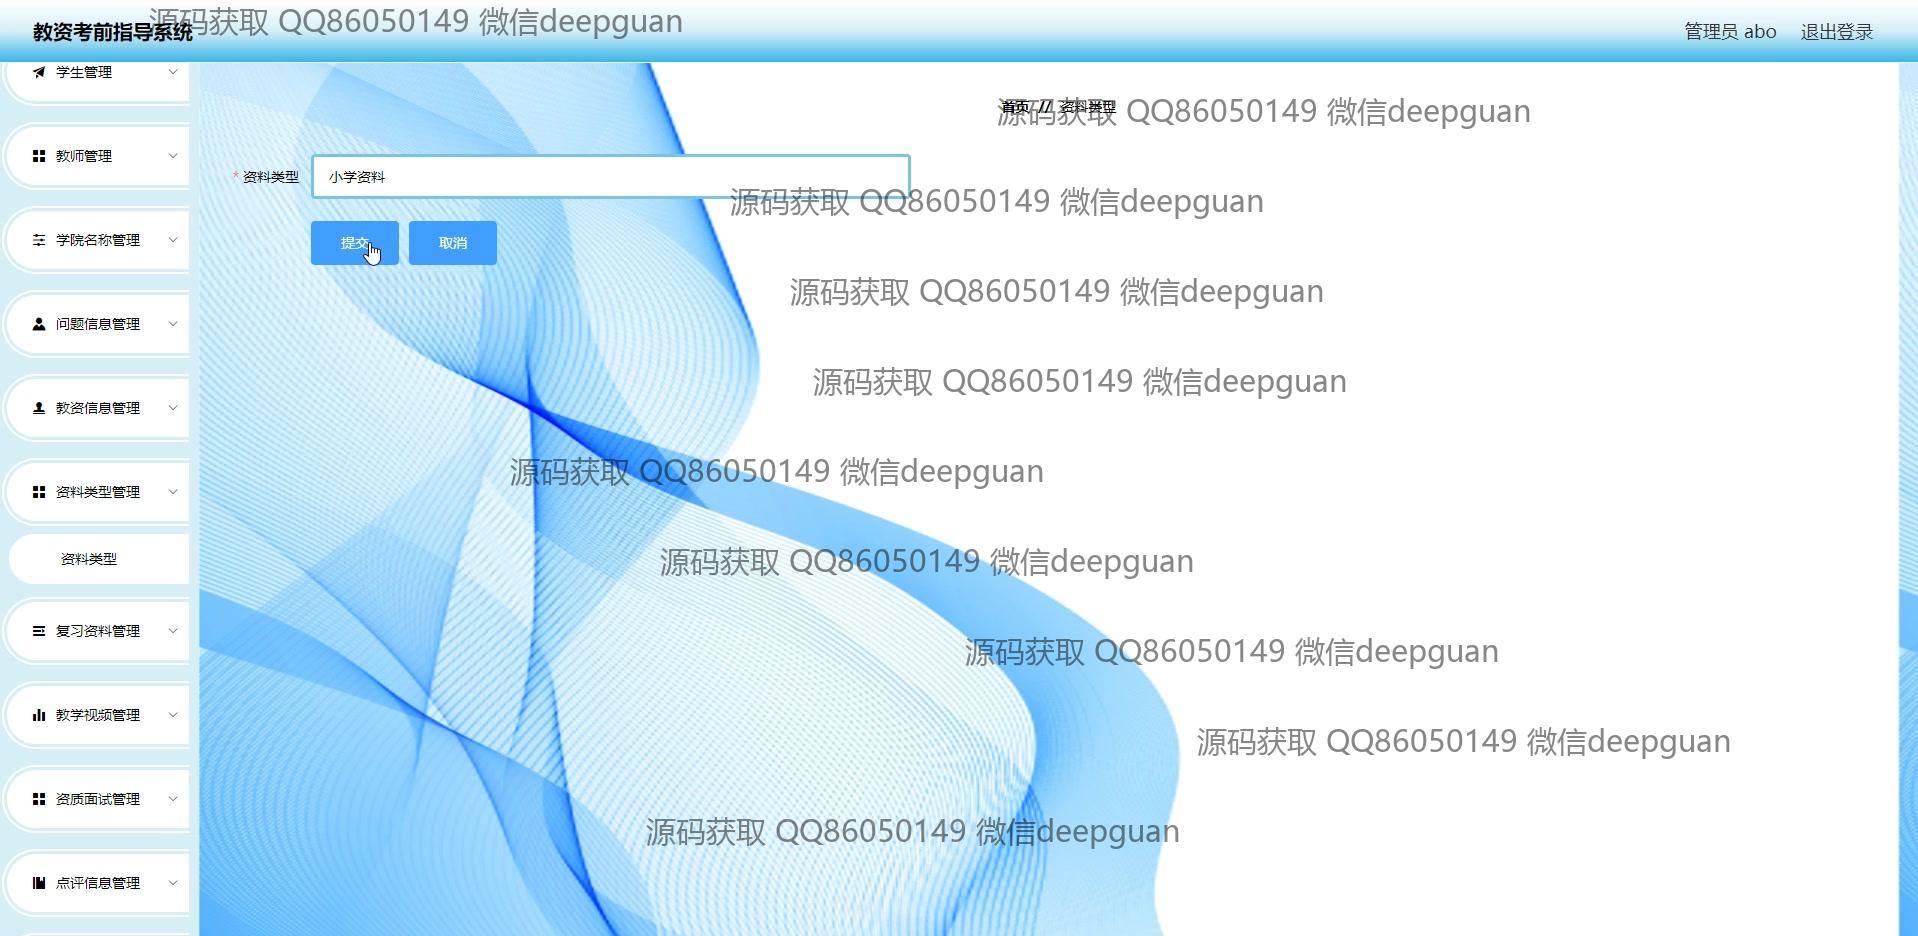 教资考前指导系统
源码获取 QQ86050149 微信deepguan
管理员 abo
退出登录
学生管理
首页 // 资料类型
源码获取 QQ86050149 微信deepguan
教师管理
* 资料类型
小学资料
源码获取 QQ86050149 微信deepguan
提交
取消
学院名称管理
源码获取 QQ86050149 微信deepguan
问题信息管理
源码获取 QQ86050149 微信deepguan
教资信息管理
源码获取 QQ86050149 微信deepguan
资料类型管理
资料类型
源码获取 QQ86050149 微信deepguan
复习资料管理
源码获取 QQ86050149 微信deepguan
教学视频管理
源码获取 QQ86050149 微信deepguan
资质面试管理
源码获取 QQ86050149 微信deepguan
点评信息管理